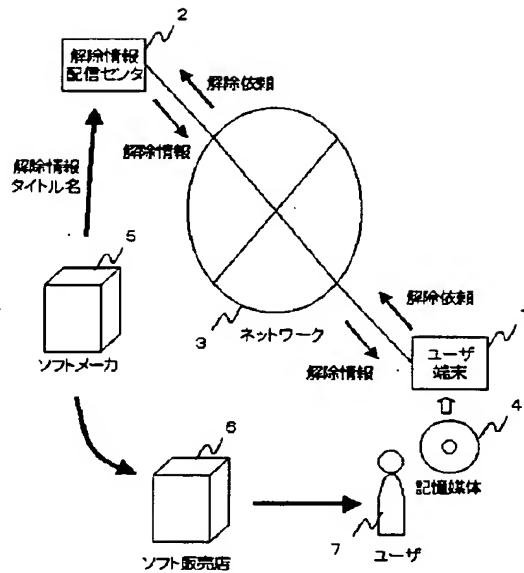 2
解除情報
配信センタ
解除依頼
解除情報
解除情報
タイトル名
5
ソフトメーカ
3
ネットワーク
解除依頼
解除情報
ユーザ
端末
4
記憶媒体
6
ソフト販売店
7
ユーザ